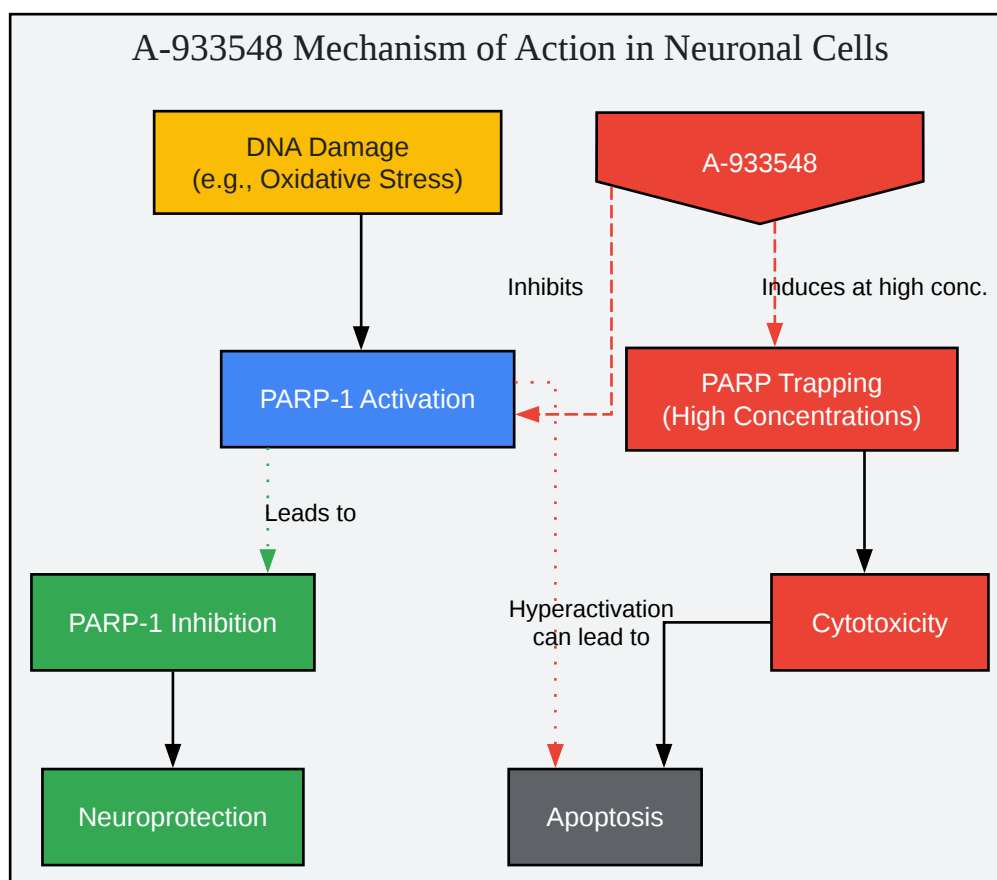 A-933548 Mechanism of Action in Neuronal Cells
DNA Damage
(e.g., Oxidative Stress)
A-933548
Inhibits
Induces at high conc.
PARP-1 Activation
PARP Trapping
(High Concentrations)
Leads to
PARP-1 Inhibition
Hyperactivation
can lead to
Cytotoxicity
Neuroprotection
Apoptosis